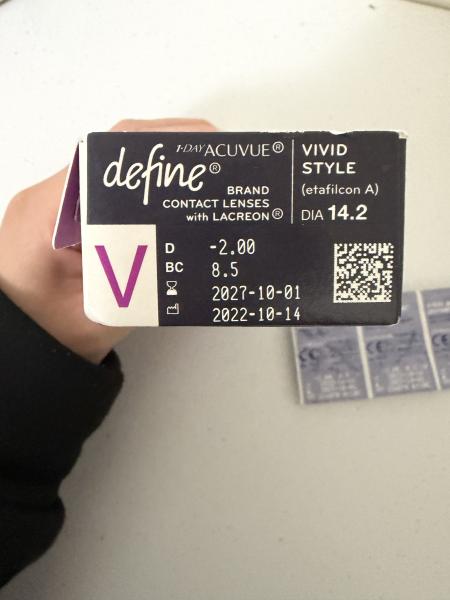 1-DAY ACUVUE®
define®
BRAND
CONTACT LENSES
with LACREON®
VIVID
STYLE
(etafilcon A)
DIA 14.2
V
D -2.00
BC 8.5
2027-10-01
2022-10-14